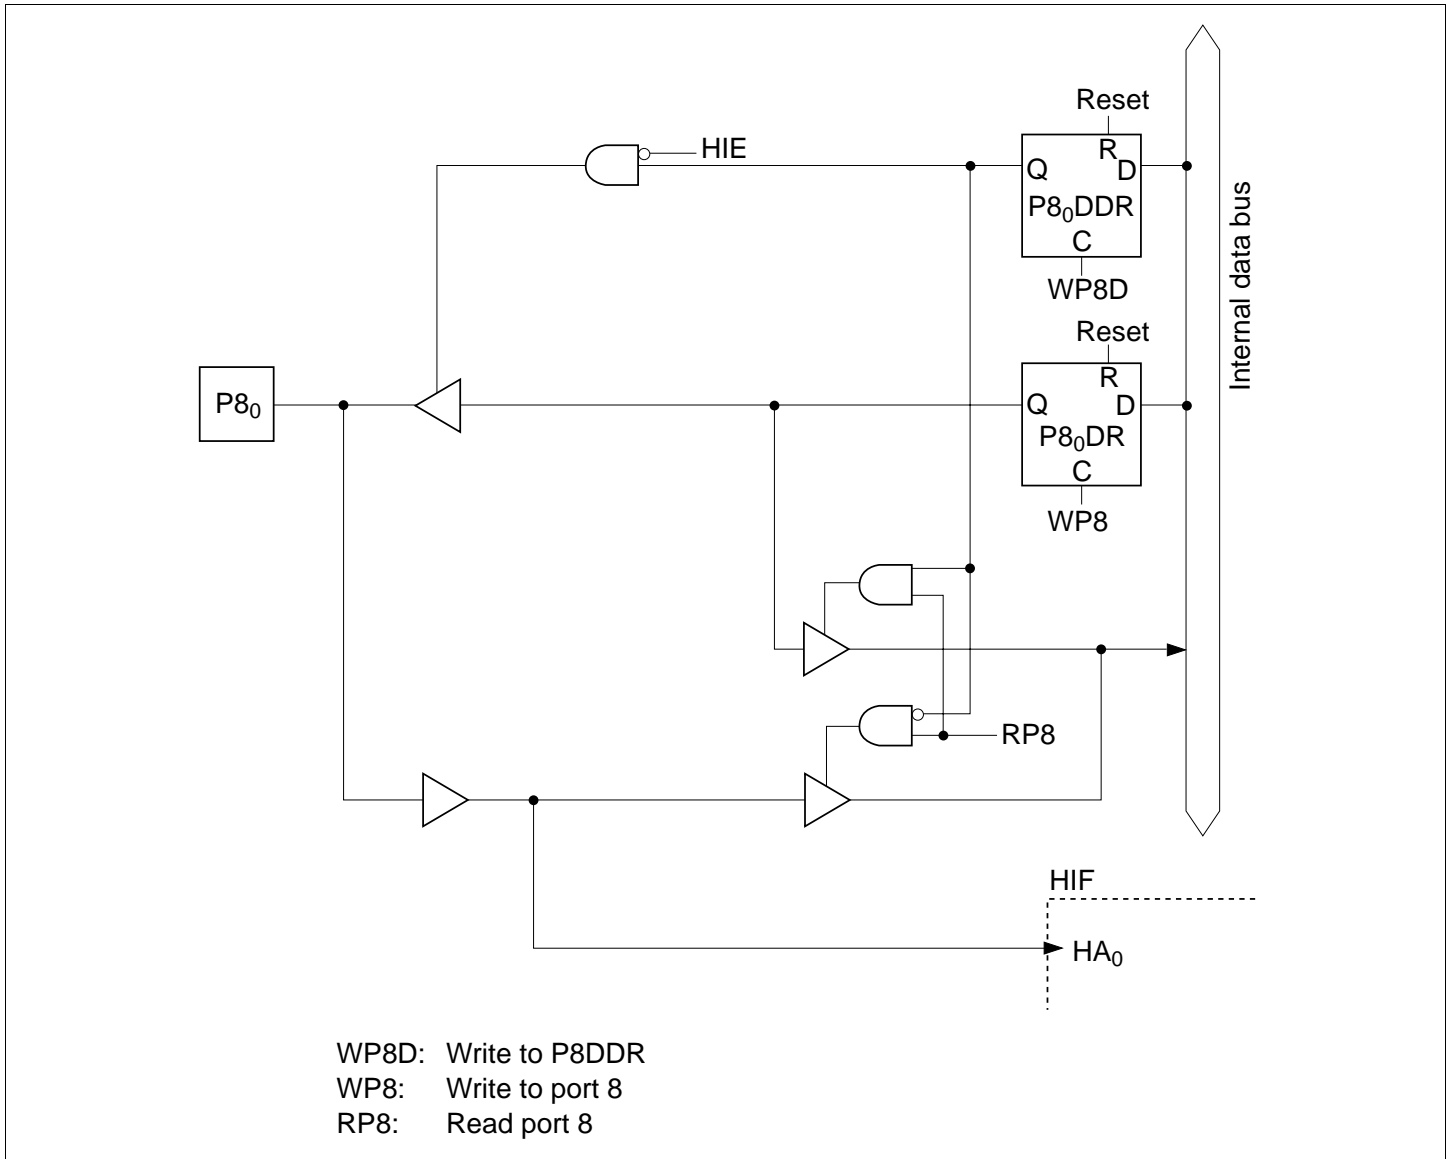 Reset
HIE
R
Q
D
P8₀DDR
C
WP8D
Internal data bus
Reset
R
P8₀
Q
D
P8₀DR
C
WP8
RP8
HIF
HA₀
WP8D: Write to P8DDR
WP8: Write to port 8
RP8: Read port 8